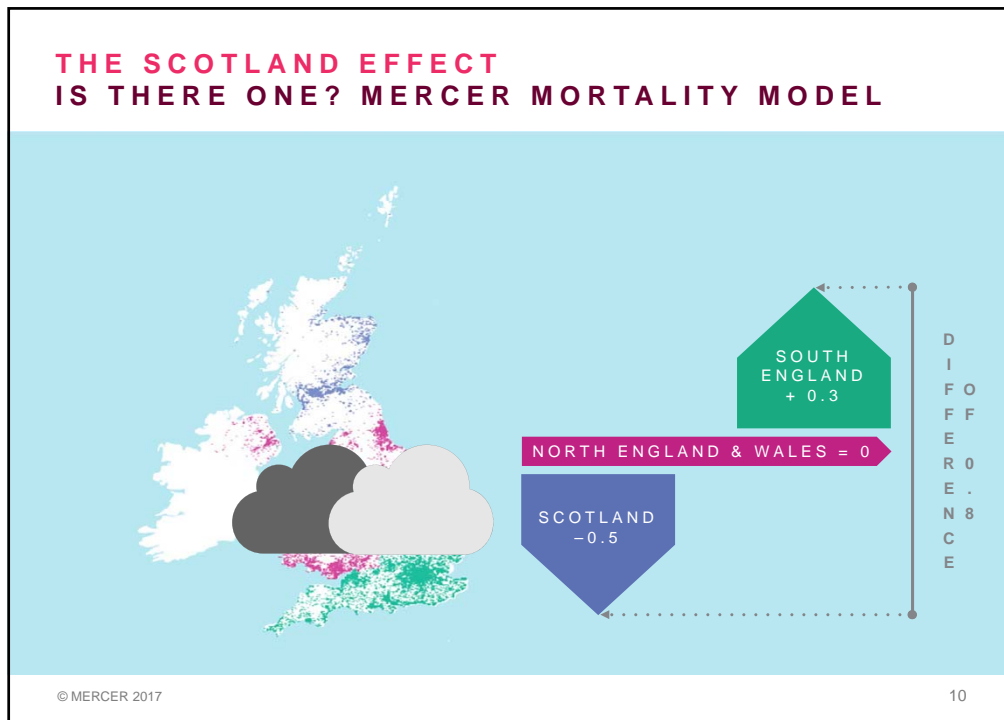 THE SCOTLAND EFFECT
IS THERE ONE? MERCER MORTALITY MODEL
SOUTH
ENGLAND
+ 0.3
NORTH ENGLAND & WALES = 0
SCOTLAND
–0.5
DIFFERENCE
OFF 0.8
© MERCER 2017
10